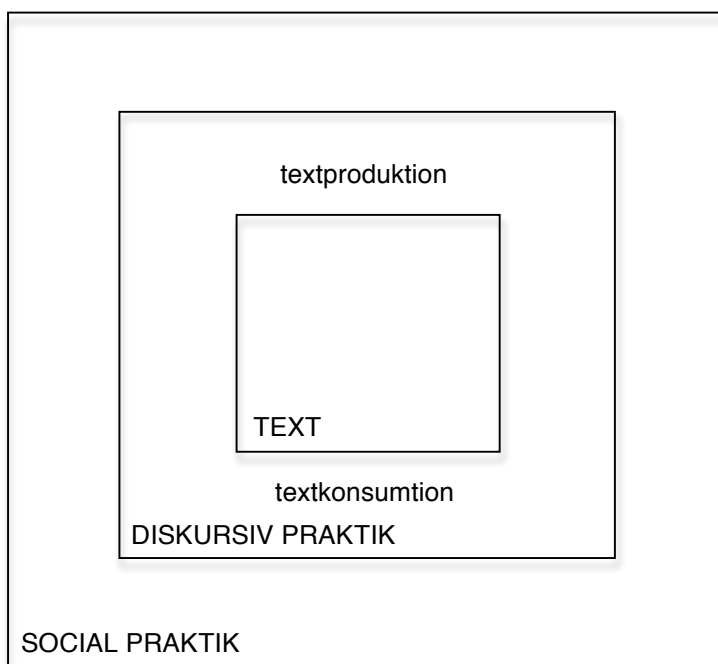 textproduktion
TEXT
textkonsumtion
DISKURSIV PRAKTIK
SOCIAL PRAKTIK